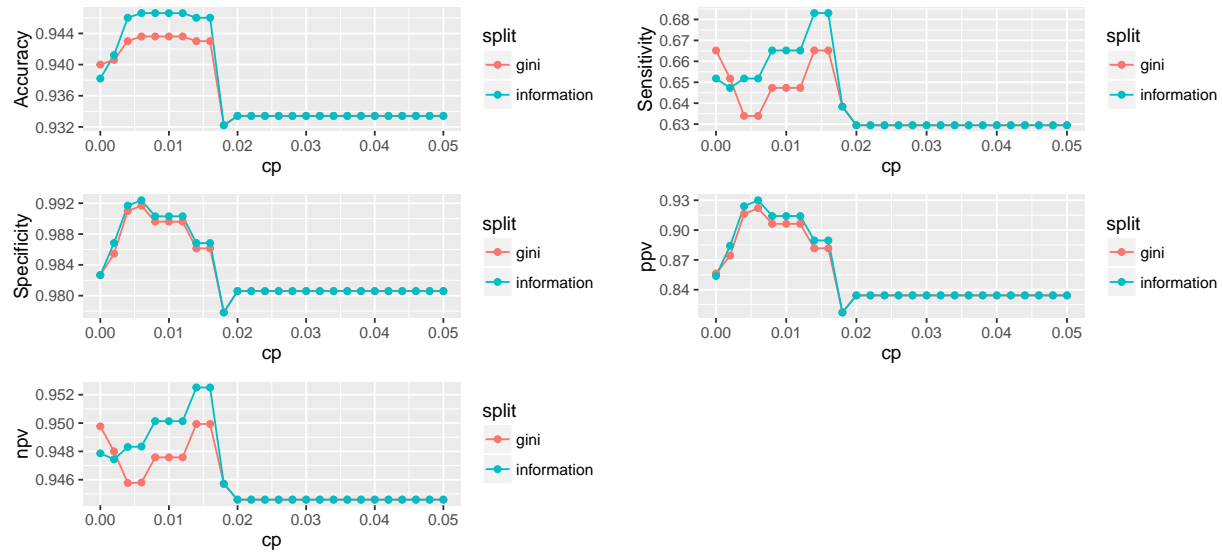 Accuracy
0.944
0.940
0.936
0.932
0.00 0.01 0.02 0.03 0.04 0.05
cp
split
gini
information
Sensitivity
0.68
0.67
0.66
0.65
0.64
0.63
0.00 0.01 0.02 0.03 0.04 0.05
cp
split
gini
information
Specificity
0.992
0.988
0.984
0.980
0.00 0.01 0.02 0.03 0.04 0.05
cp
split
gini
information
ppv
0.93
0.90
0.87
0.84
0.00 0.01 0.02 0.03 0.04 0.05
cp
split
gini
information
npv
0.952
0.950
0.948
0.946
0.00 0.01 0.02 0.03 0.04 0.05
cp
split
gini
information